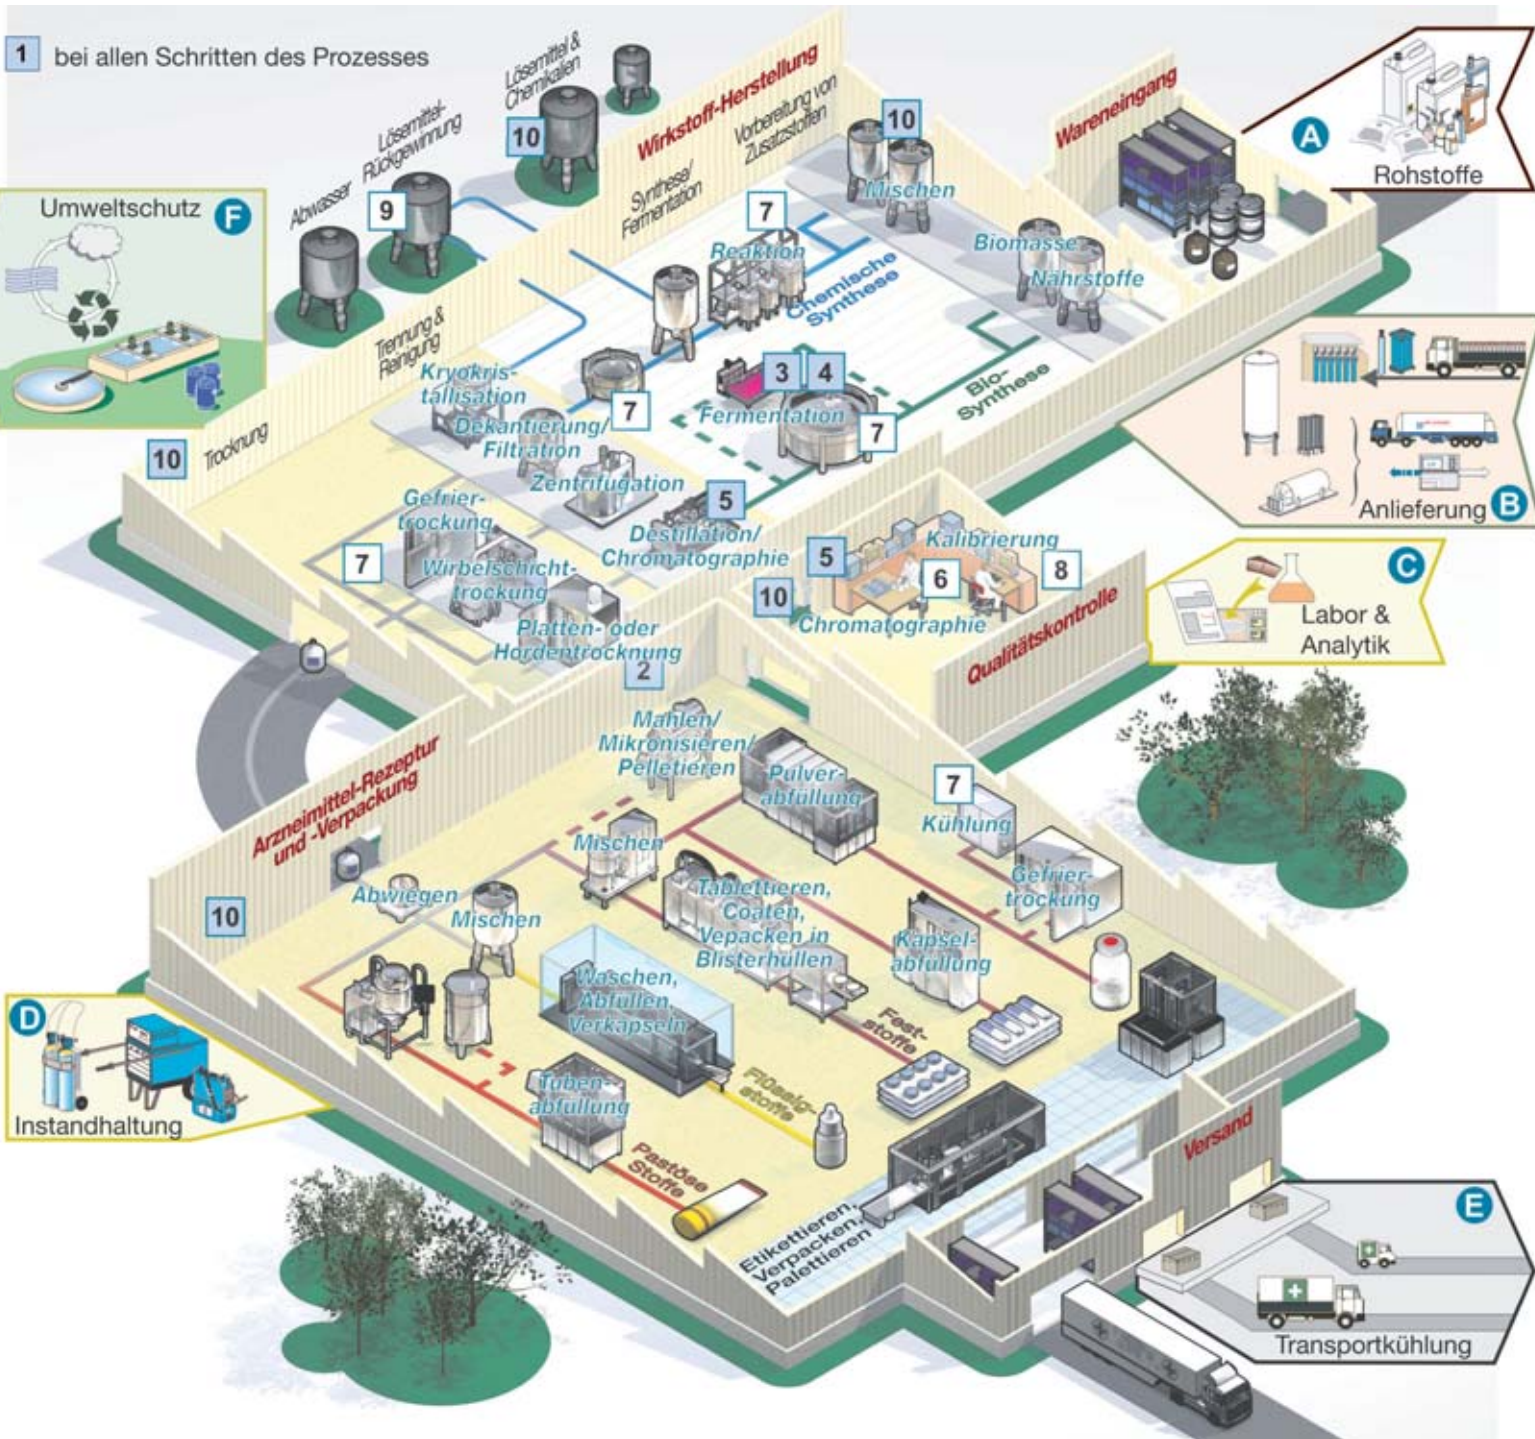 1 bei allen Schritten des Prozesses
Lösemittel &
Chemikalien
10
Lösemittel-
Rückgewinnung
9
Abwasser
Umweltschutz
F
Wirkstoff-Herstellung
Vorbereitung von
Zusatzstoffen
Synthese/
Fermentation
Trennung &
Reinigung
Trocknung
10
10
Mischen
Wareneingang
A
Rohstoffe
7
Reaktion
Chemische
Synthese
Biomasse
Nährstoffe
Bio-
Synthese
3 4
Fermentation
7
7
Kryokris-
tallisation
Dekantierung/
Filtration
Zentrifugation
5
Destillation/
Chromatographie
Gefrier-
trockung
7
Wirbelschicht-
trockung
Platten- oder
Hordentrocknung
Anlieferung B
5
Kalibrierung
6
8
10
Chromatographie
Qualitätskontrolle
C
Labor &
Analytik
2
Mahlen/
Mikronisieren/
Pelletieren
Pulver-
abfüllung
7
Kühlung
Gefrier-
trockung
Arzneimittel-Rezeptur
und -Verpackung
10
Abwiegen
Mischen
Mischen
Tablettieren,
Coaten,
Vepacken in
Blisterhüllen
Kapsel-
abfüllung
Waschen,
Abfüllen,
Verkapseln
Fest-
stoffe
Flüssig-
stoffe
Tuben-
abfüllung
Pastöse
Stoffe
D
Instandhaltung
Etikettieren,
Verpacken,
Palettieren
Versand
E
Transportkühlung